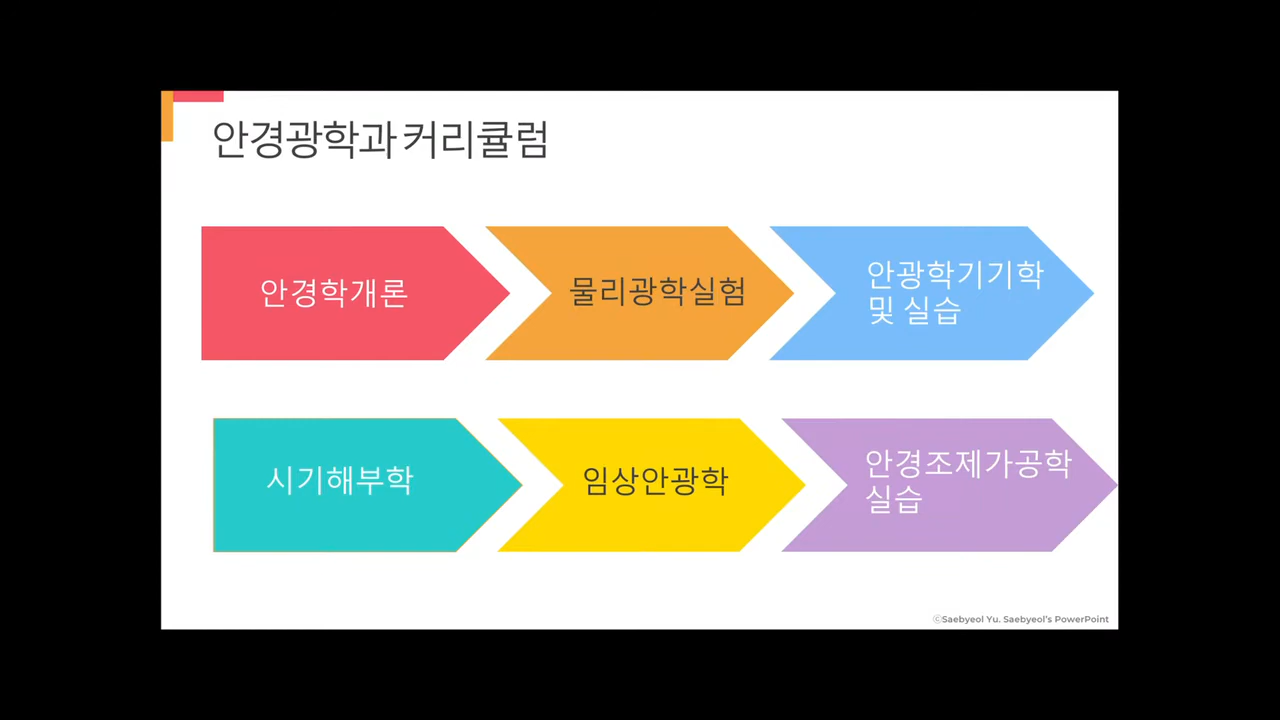 안경광학과 커리큘럼
안경학개론
물리광학실험
안광학기기학
및 실습
시기해부학
임상안광학
안경조제가공학
실습
ⓒSaebyeol Yu. Saebyeol's PowerPoint